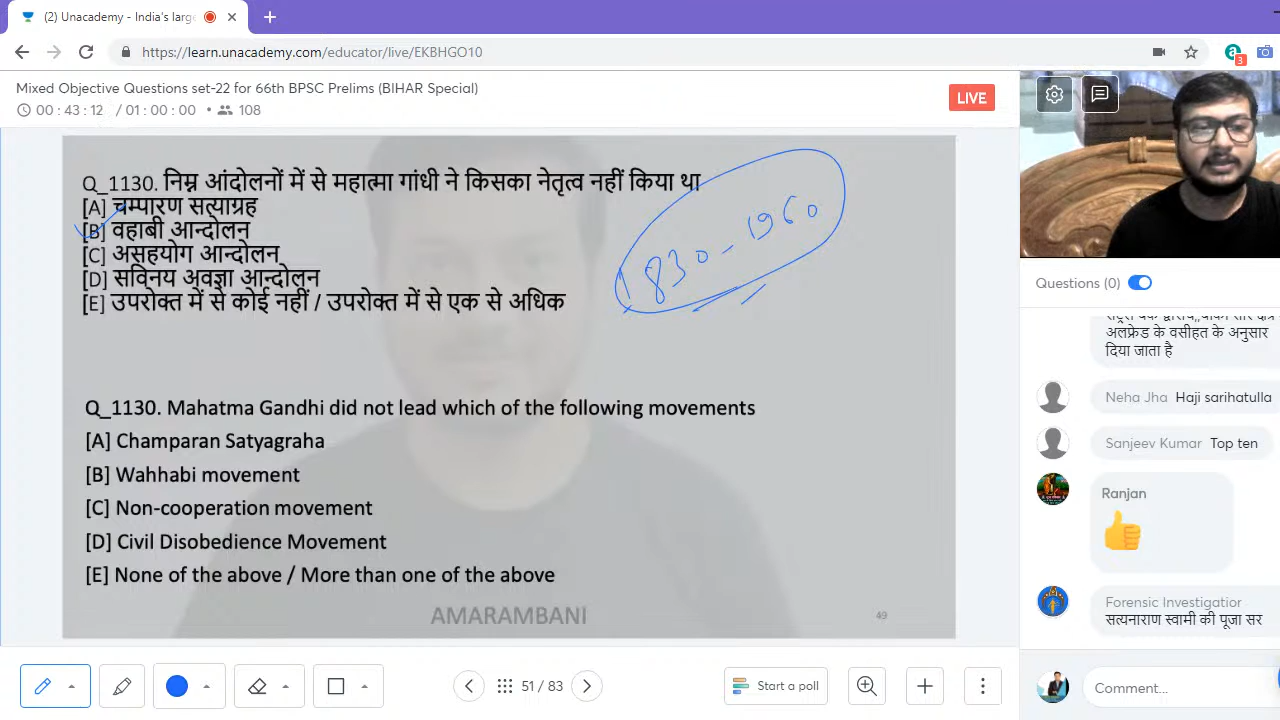 (2) Unacademy - India's larg
https://learn.unacademy.com/educator/live/EKBHGO10
3
Mixed Objective Questions set-22 for 66th BPSC Prelims (BIHAR Special)
00 : 43 : 12 / 01 : 00 : 00 • 108
LIVE
Q_1130. निम्न आंदोलनों में से महात्मा गांधी ने किसका नेतृत्व नहीं किया था
[A] चम्पारण सत्याग्रह
[B] वहाबी आन्दोलन
[C] असहयोग आन्दोलन
[D] सविनय अवज्ञा आन्दोलन
[E] उपरोक्त में से कोई नहीं / उपरोक्त में से एक से अधिक
1830 - 1960
Q_1130. Mahatma Gandhi did not lead which of the following movements
[A] Champaran Satyagraha
[B] Wahhabi movement
[C] Non-cooperation movement
[D] Civil Disobedience Movement
[E] None of the above / More than one of the above
AMARAMBANI
49
Questions (0)
अलफ्रेड के वसीहत के अनुसार
दिया जाता है
Neha Jha Haji sarihatulla
Sanjeev Kumar Top ten
Ranjan
Forensic Investigatior
सत्यनाराण स्वामी की पूजा सर
51 / 83
Start a poll
Comment...